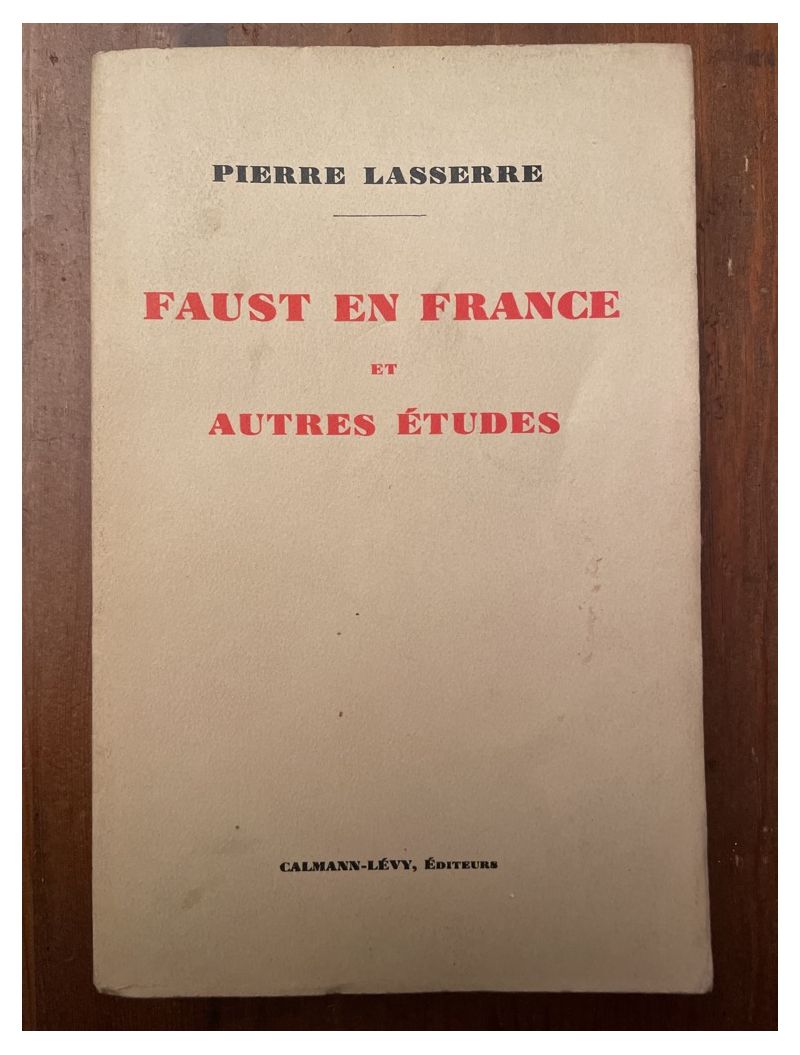 PIERRE LASSERRE
FAUST EN FRANCE
ET
AUTRES ÉTUDES
CALMANN-LÉVY, ÉDITEURS